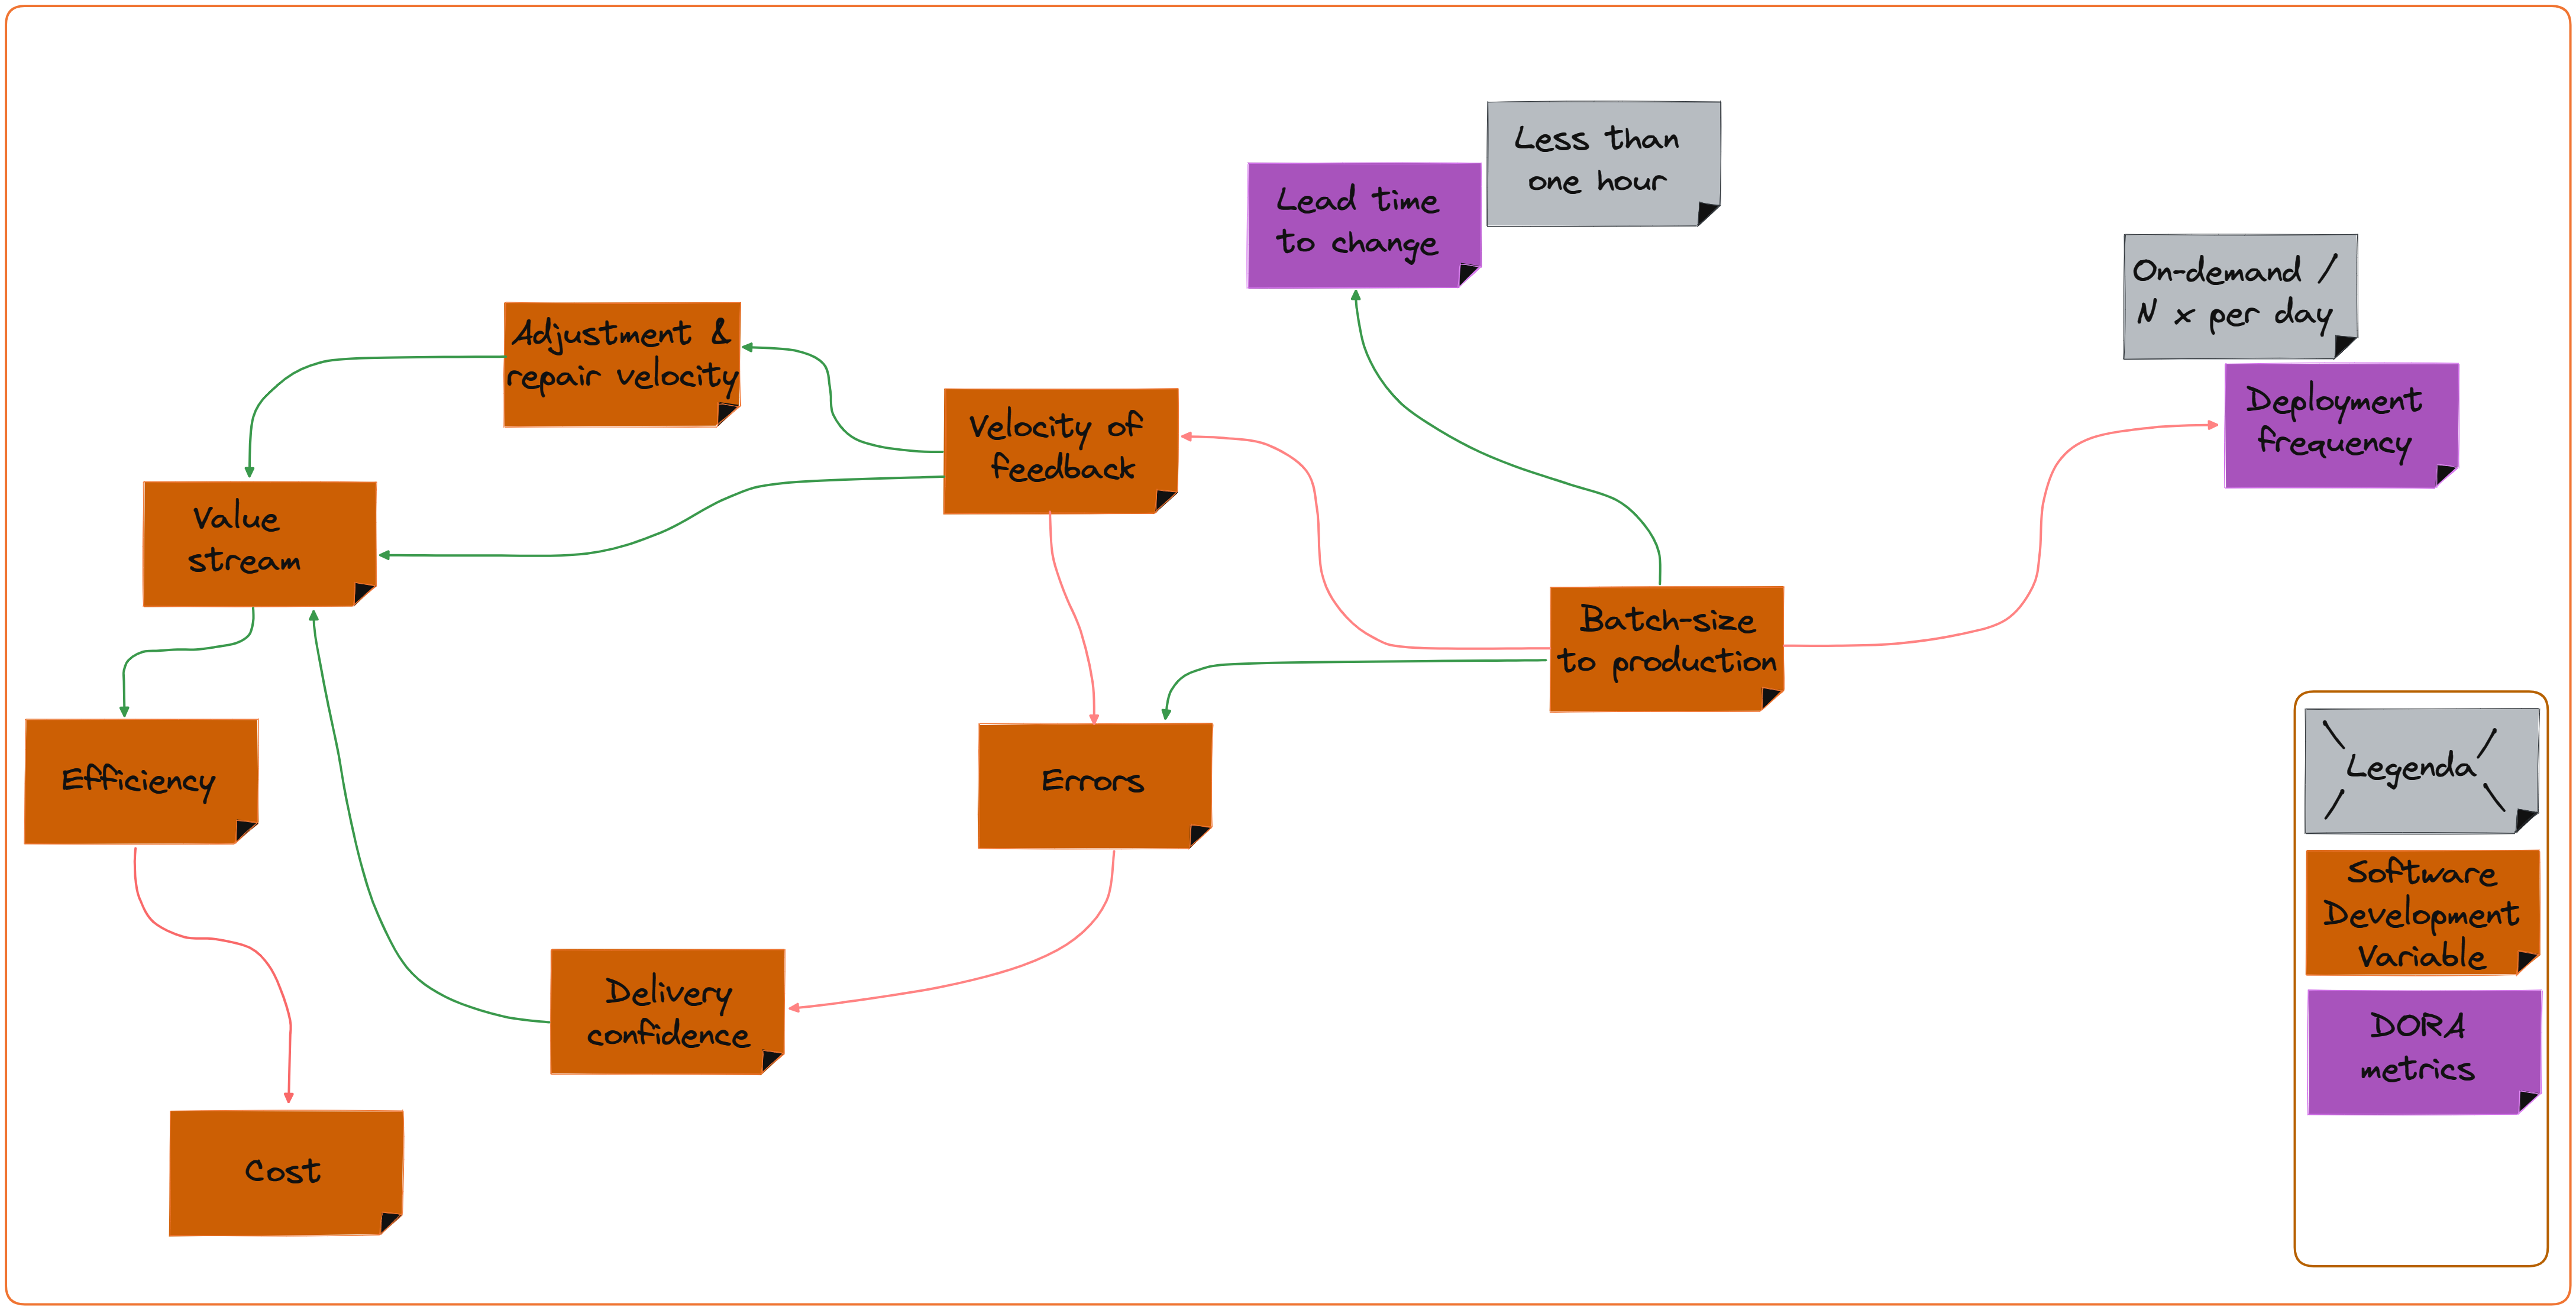 Less than
one hour
Lead time
to change
On-demand /
N x per day
Adjustment &
repair velocity
Deployment
frequency
Velocity of
feedback
Value
stream
Batch-size
to production
Efficiency
Errors
Legenda
Software
Development
Variable
Delivery
confidence
DORA
metrics
Cost